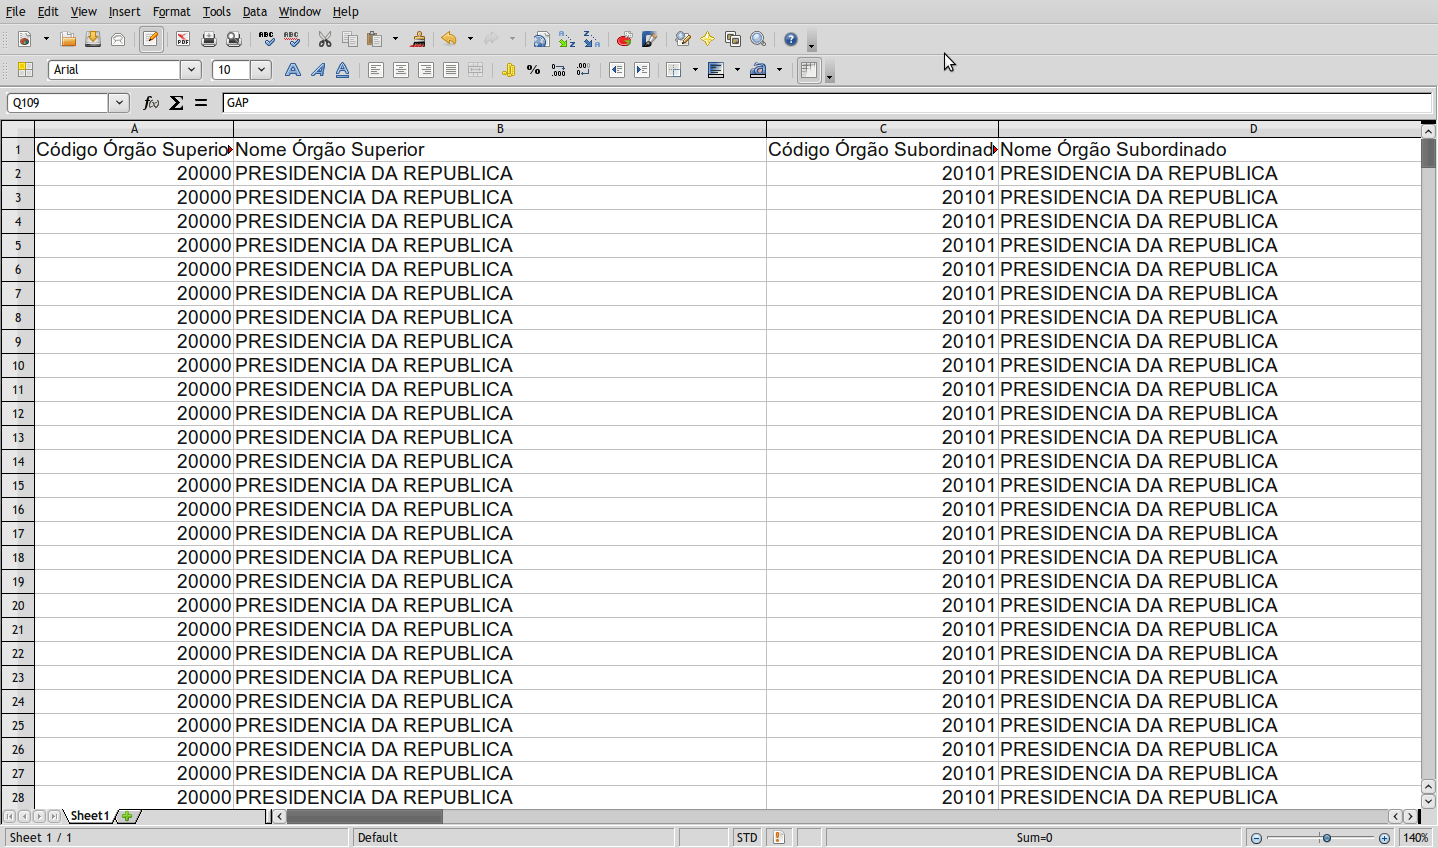 File Edit View Insert Format Tools Data Window Help
Arial 10
Q109 GAP
A B C D
1 Código Órgão Superio Nome Órgão Superior Código Órgão Subordinad Nome Órgão Subordinado
2 20000 PRESIDENCIA DA REPUBLICA 20101 PRESIDENCIA DA REPUBLICA
3 20000 PRESIDENCIA DA REPUBLICA 20101 PRESIDENCIA DA REPUBLICA
4 20000 PRESIDENCIA DA REPUBLICA 20101 PRESIDENCIA DA REPUBLICA
5 20000 PRESIDENCIA DA REPUBLICA 20101 PRESIDENCIA DA REPUBLICA
6 20000 PRESIDENCIA DA REPUBLICA 20101 PRESIDENCIA DA REPUBLICA
7 20000 PRESIDENCIA DA REPUBLICA 20101 PRESIDENCIA DA REPUBLICA
8 20000 PRESIDENCIA DA REPUBLICA 20101 PRESIDENCIA DA REPUBLICA
9 20000 PRESIDENCIA DA REPUBLICA 20101 PRESIDENCIA DA REPUBLICA
10 20000 PRESIDENCIA DA REPUBLICA 20101 PRESIDENCIA DA REPUBLICA
11 20000 PRESIDENCIA DA REPUBLICA 20101 PRESIDENCIA DA REPUBLICA
12 20000 PRESIDENCIA DA REPUBLICA 20101 PRESIDENCIA DA REPUBLICA
13 20000 PRESIDENCIA DA REPUBLICA 20101 PRESIDENCIA DA REPUBLICA
14 20000 PRESIDENCIA DA REPUBLICA 20101 PRESIDENCIA DA REPUBLICA
15 20000 PRESIDENCIA DA REPUBLICA 20101 PRESIDENCIA DA REPUBLICA
16 20000 PRESIDENCIA DA REPUBLICA 20101 PRESIDENCIA DA REPUBLICA
17 20000 PRESIDENCIA DA REPUBLICA 20101 PRESIDENCIA DA REPUBLICA
18 20000 PRESIDENCIA DA REPUBLICA 20101 PRESIDENCIA DA REPUBLICA
19 20000 PRESIDENCIA DA REPUBLICA 20101 PRESIDENCIA DA REPUBLICA
20 20000 PRESIDENCIA DA REPUBLICA 20101 PRESIDENCIA DA REPUBLICA
21 20000 PRESIDENCIA DA REPUBLICA 20101 PRESIDENCIA DA REPUBLICA
22 20000 PRESIDENCIA DA REPUBLICA 20101 PRESIDENCIA DA REPUBLICA
23 20000 PRESIDENCIA DA REPUBLICA 20101 PRESIDENCIA DA REPUBLICA
24 20000 PRESIDENCIA DA REPUBLICA 20101 PRESIDENCIA DA REPUBLICA
25 20000 PRESIDENCIA DA REPUBLICA 20101 PRESIDENCIA DA REPUBLICA
26 20000 PRESIDENCIA DA REPUBLICA 20101 PRESIDENCIA DA REPUBLICA
27 20000 PRESIDENCIA DA REPUBLICA 20101 PRESIDENCIA DA REPUBLICA
28 20000 PRESIDENCIA DA REPUBLICA 20101 PRESIDENCIA DA REPUBLICA
Sheet1
Sheet 1 / 1 Default STD Sum=0 140%